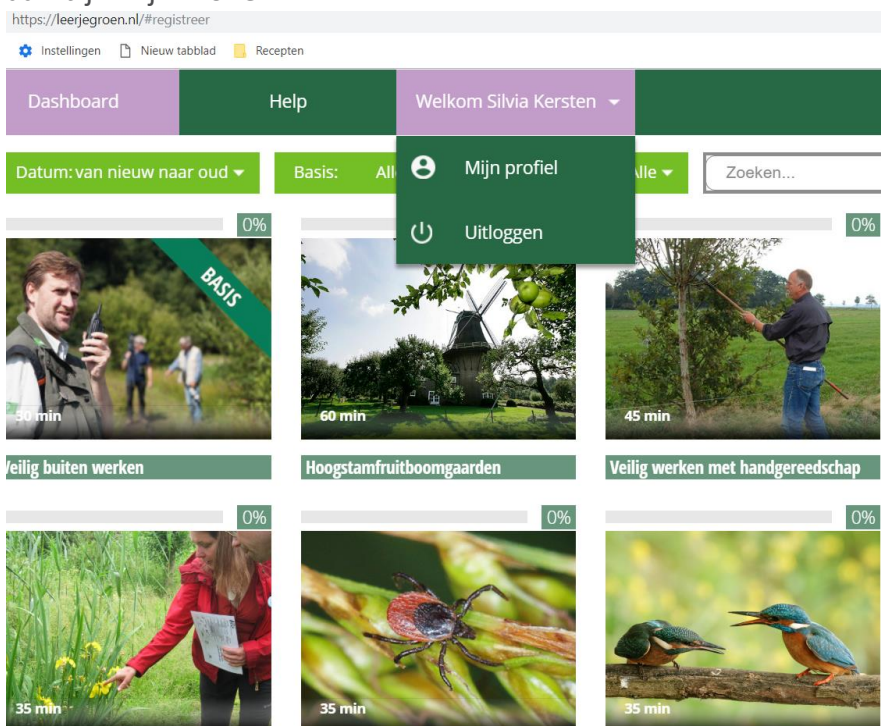 https://leerjegroen.nl/#registreer
Instellingen Nieuw tabblad Recepten
Dashboard Help Welkom Silvia Kersten
Mijn profiel
Uitloggen
Datum: van nieuw naar oud Basis: Alle Zoeken...
0% 0%
BASIS
30 min 60 min 45 min
Veilig buiten werken Hoogstamfruitboomgaarden Veilig werken met handgereedschap
0% 0% 0%
35 min 35 min 35 min